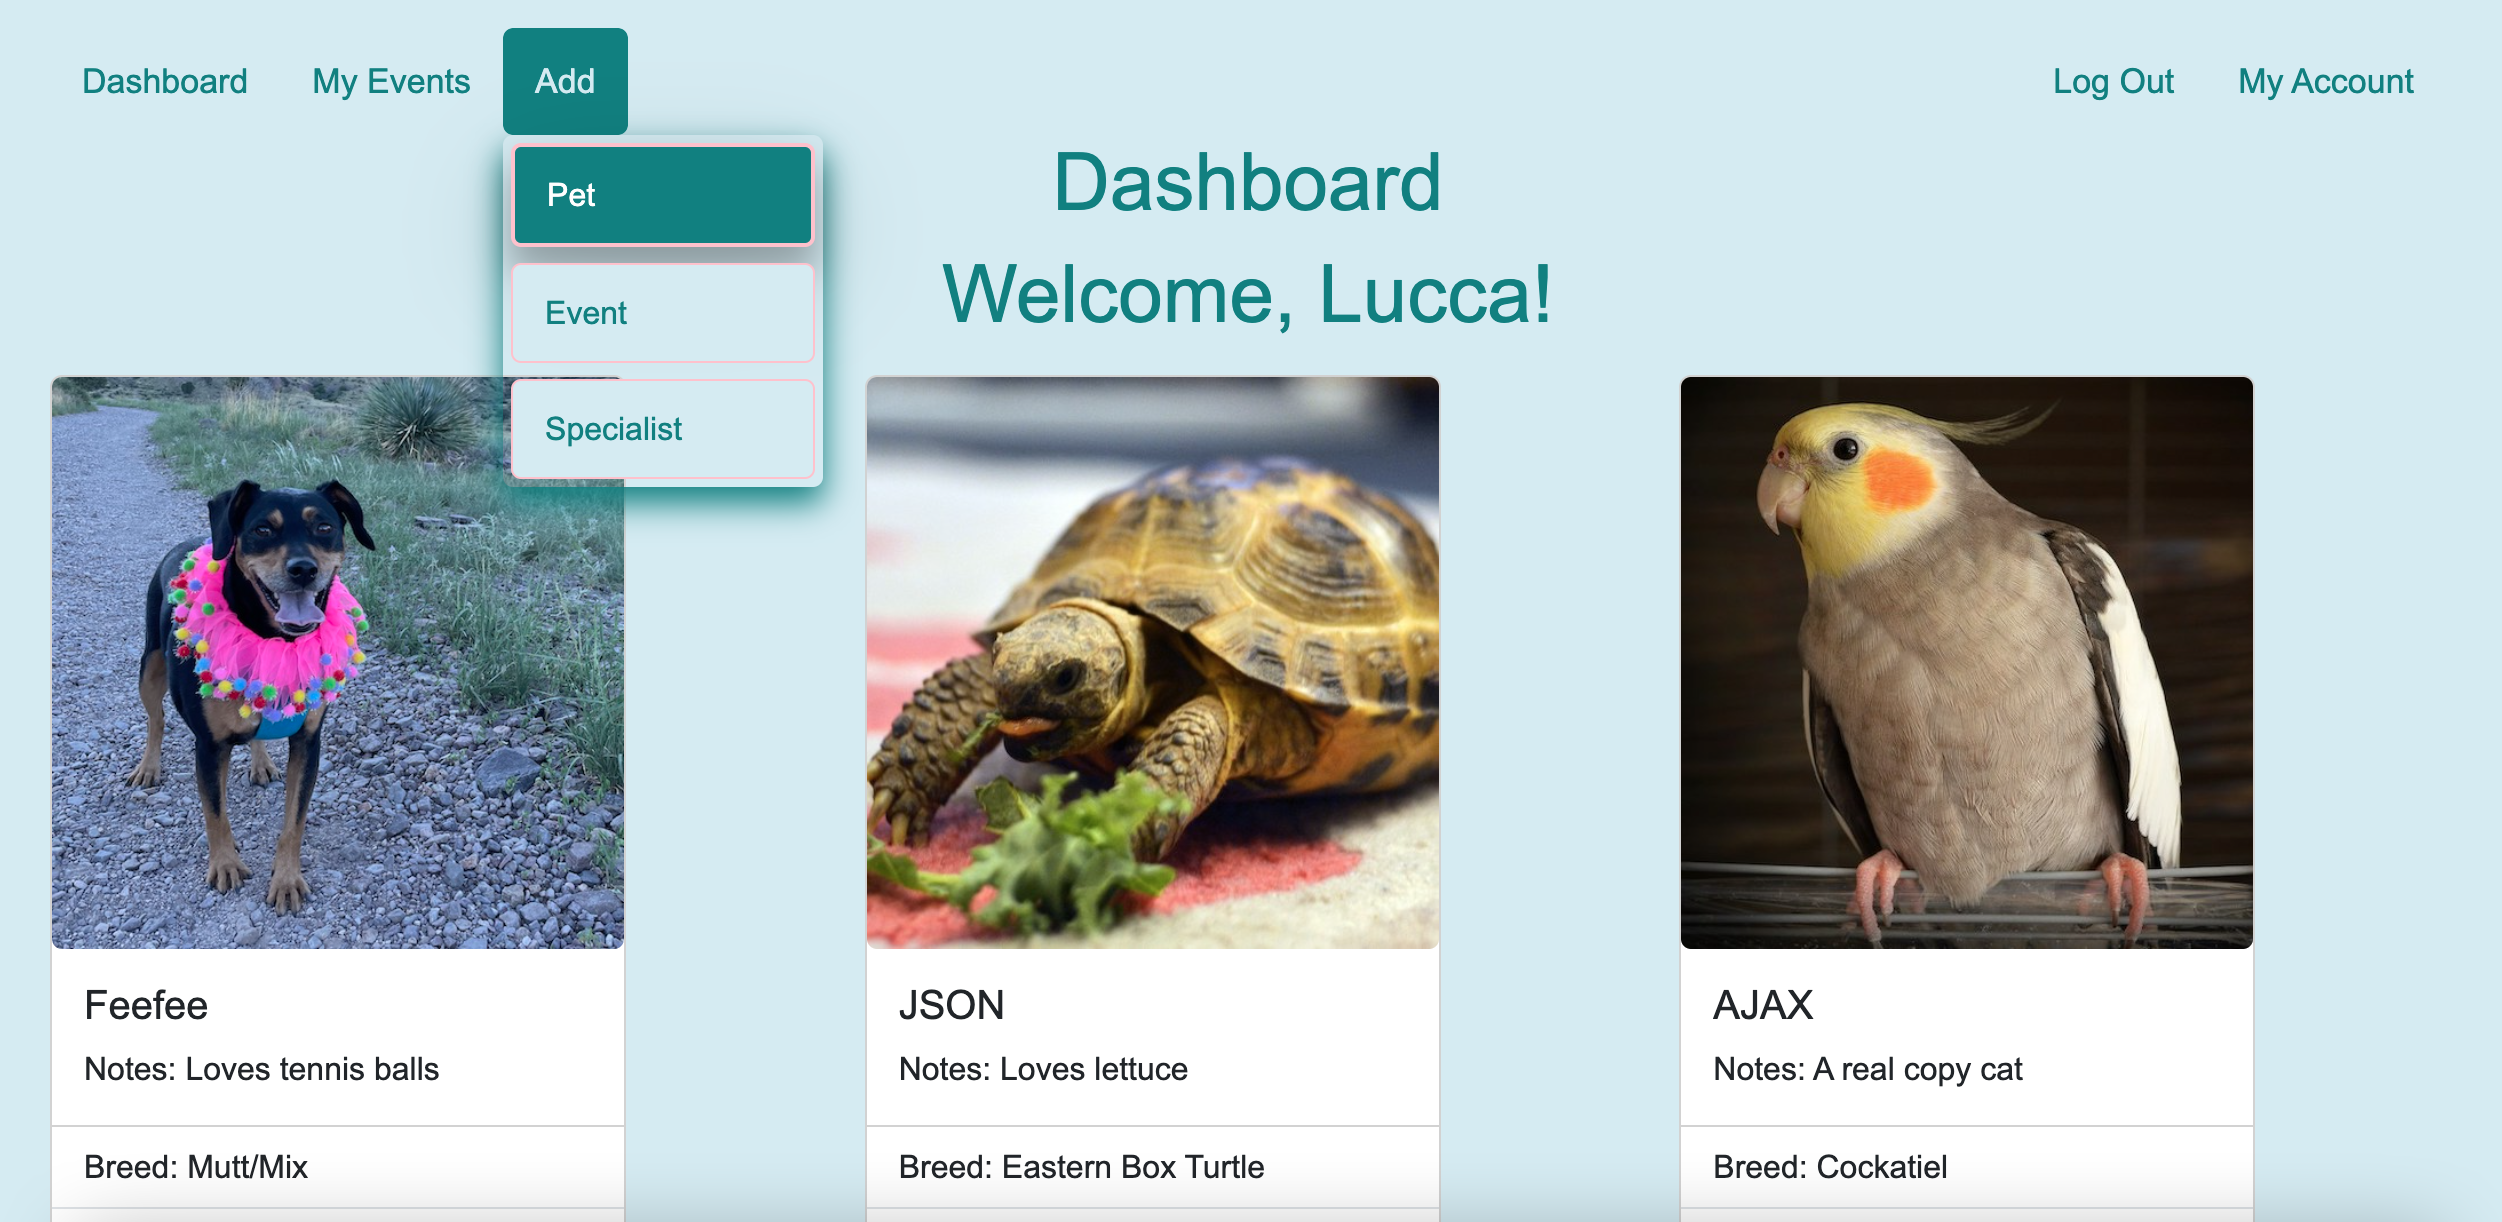 Dashboard My Events Add Log Out My Account
Pet
Event
Specialist
Dashboard
Welcome, Lucca!
Feefee
Notes: Loves tennis balls
Breed: Mutt/Mix
JSON
Notes: Loves lettuce
Breed: Eastern Box Turtle
AJAX
Notes: A real copy cat
Breed: Cockatiel